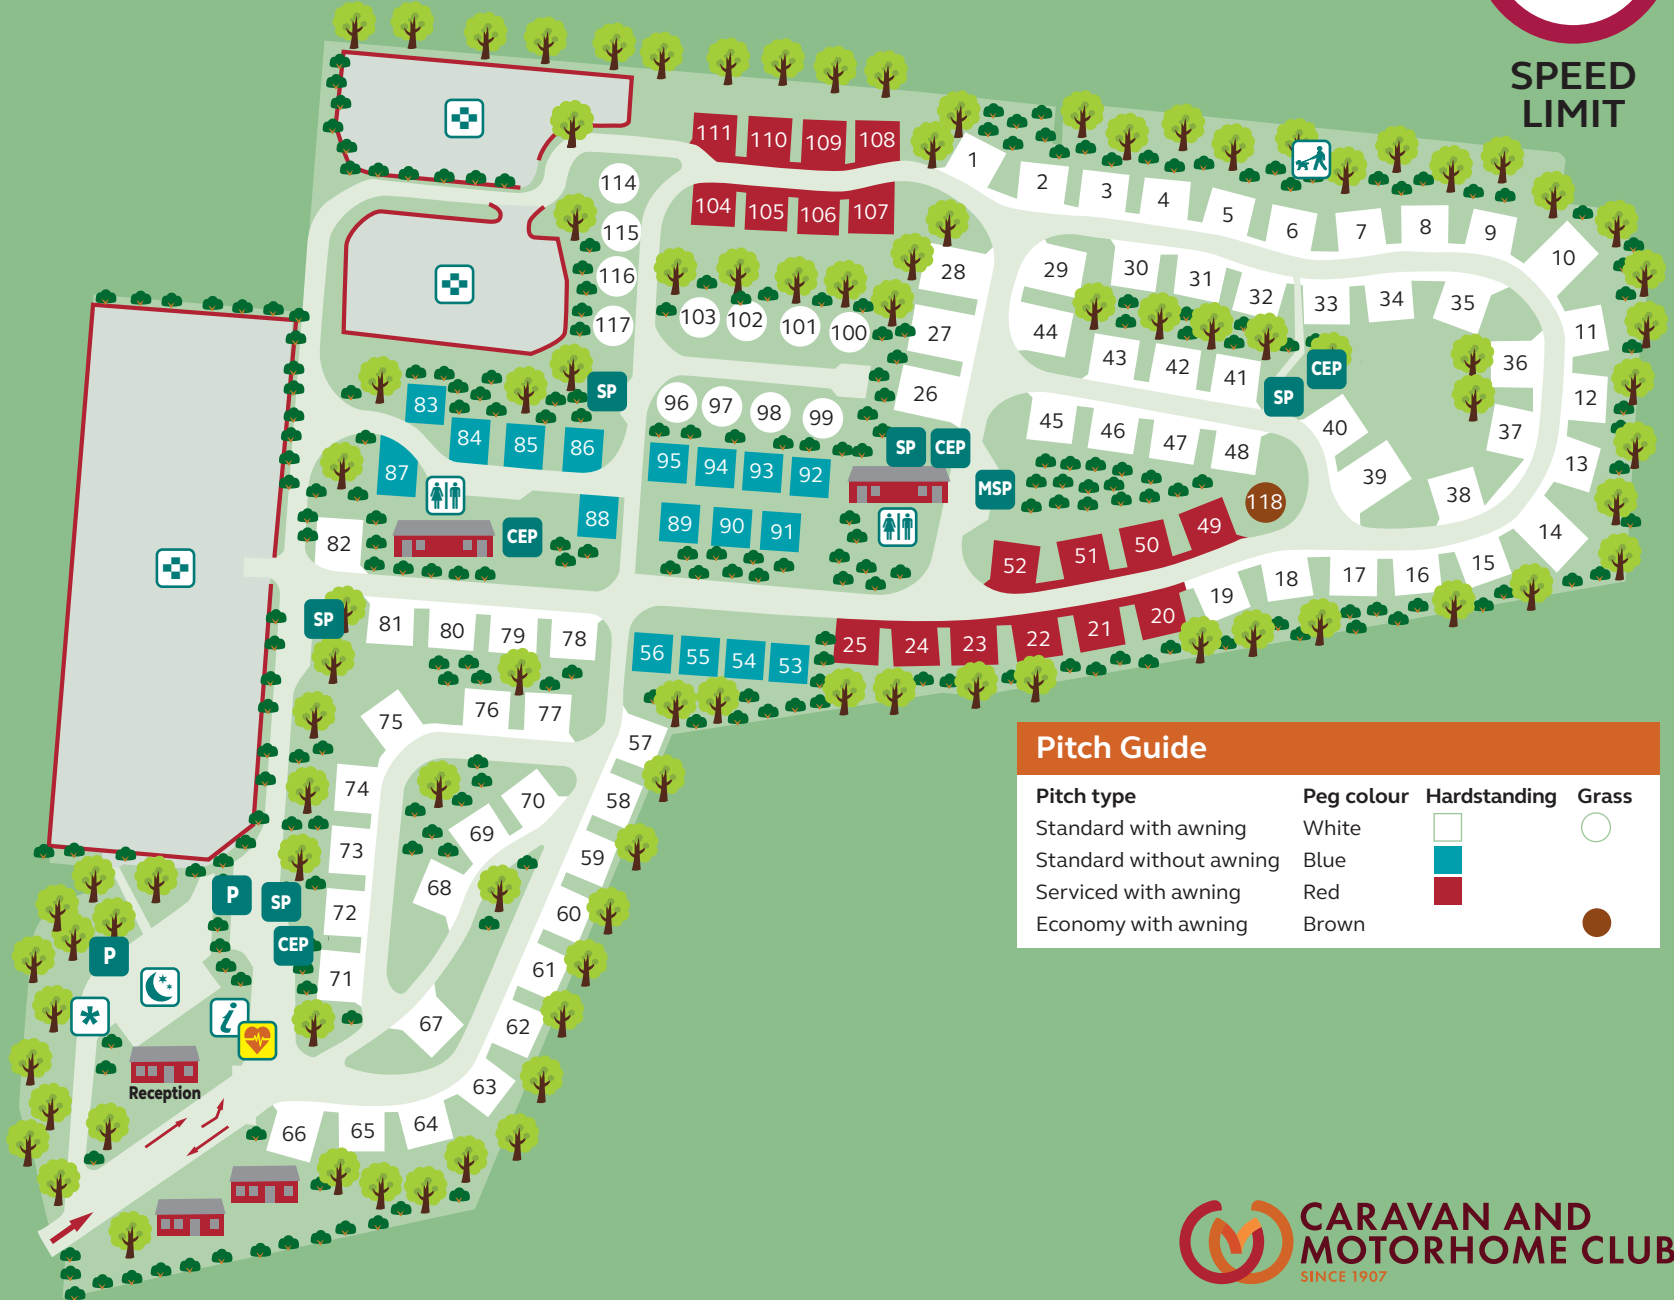 SPEED
LIMIT
111 110 109 108
104 105 106 107
114
115
116
117
103 102 101 100
96 97 98 99
1 2 3 4 5 6 7 8 9 10
11
12
13
14
28
27
26
29 30 31 32 33 34 35
36
37
38
39
40
44 43 42 41
45 46 47 48
SP
CEP
SP
83
84 85 86
87
88
82
CEP
95 94 93 92
89 90 91
SP CEP
MSP
118
52 51 50 49
25 24 23 22 21 20
19 18 17 16 15
SP
81 80 79 78
56 55 54 53
75 76 77
74
73
72
71
70
69
68
67
57
58
59
60
61
62
63
64
65
66
P SP
CEP
P
*
i
Reception
Pitch Guide
Pitch type Peg colour Hardstanding Grass
Standard with awning White
Standard without awning Blue
Serviced with awning Red
Economy with awning Brown
CARAVAN AND
MOTORHOME CLUB
SINCE 1907